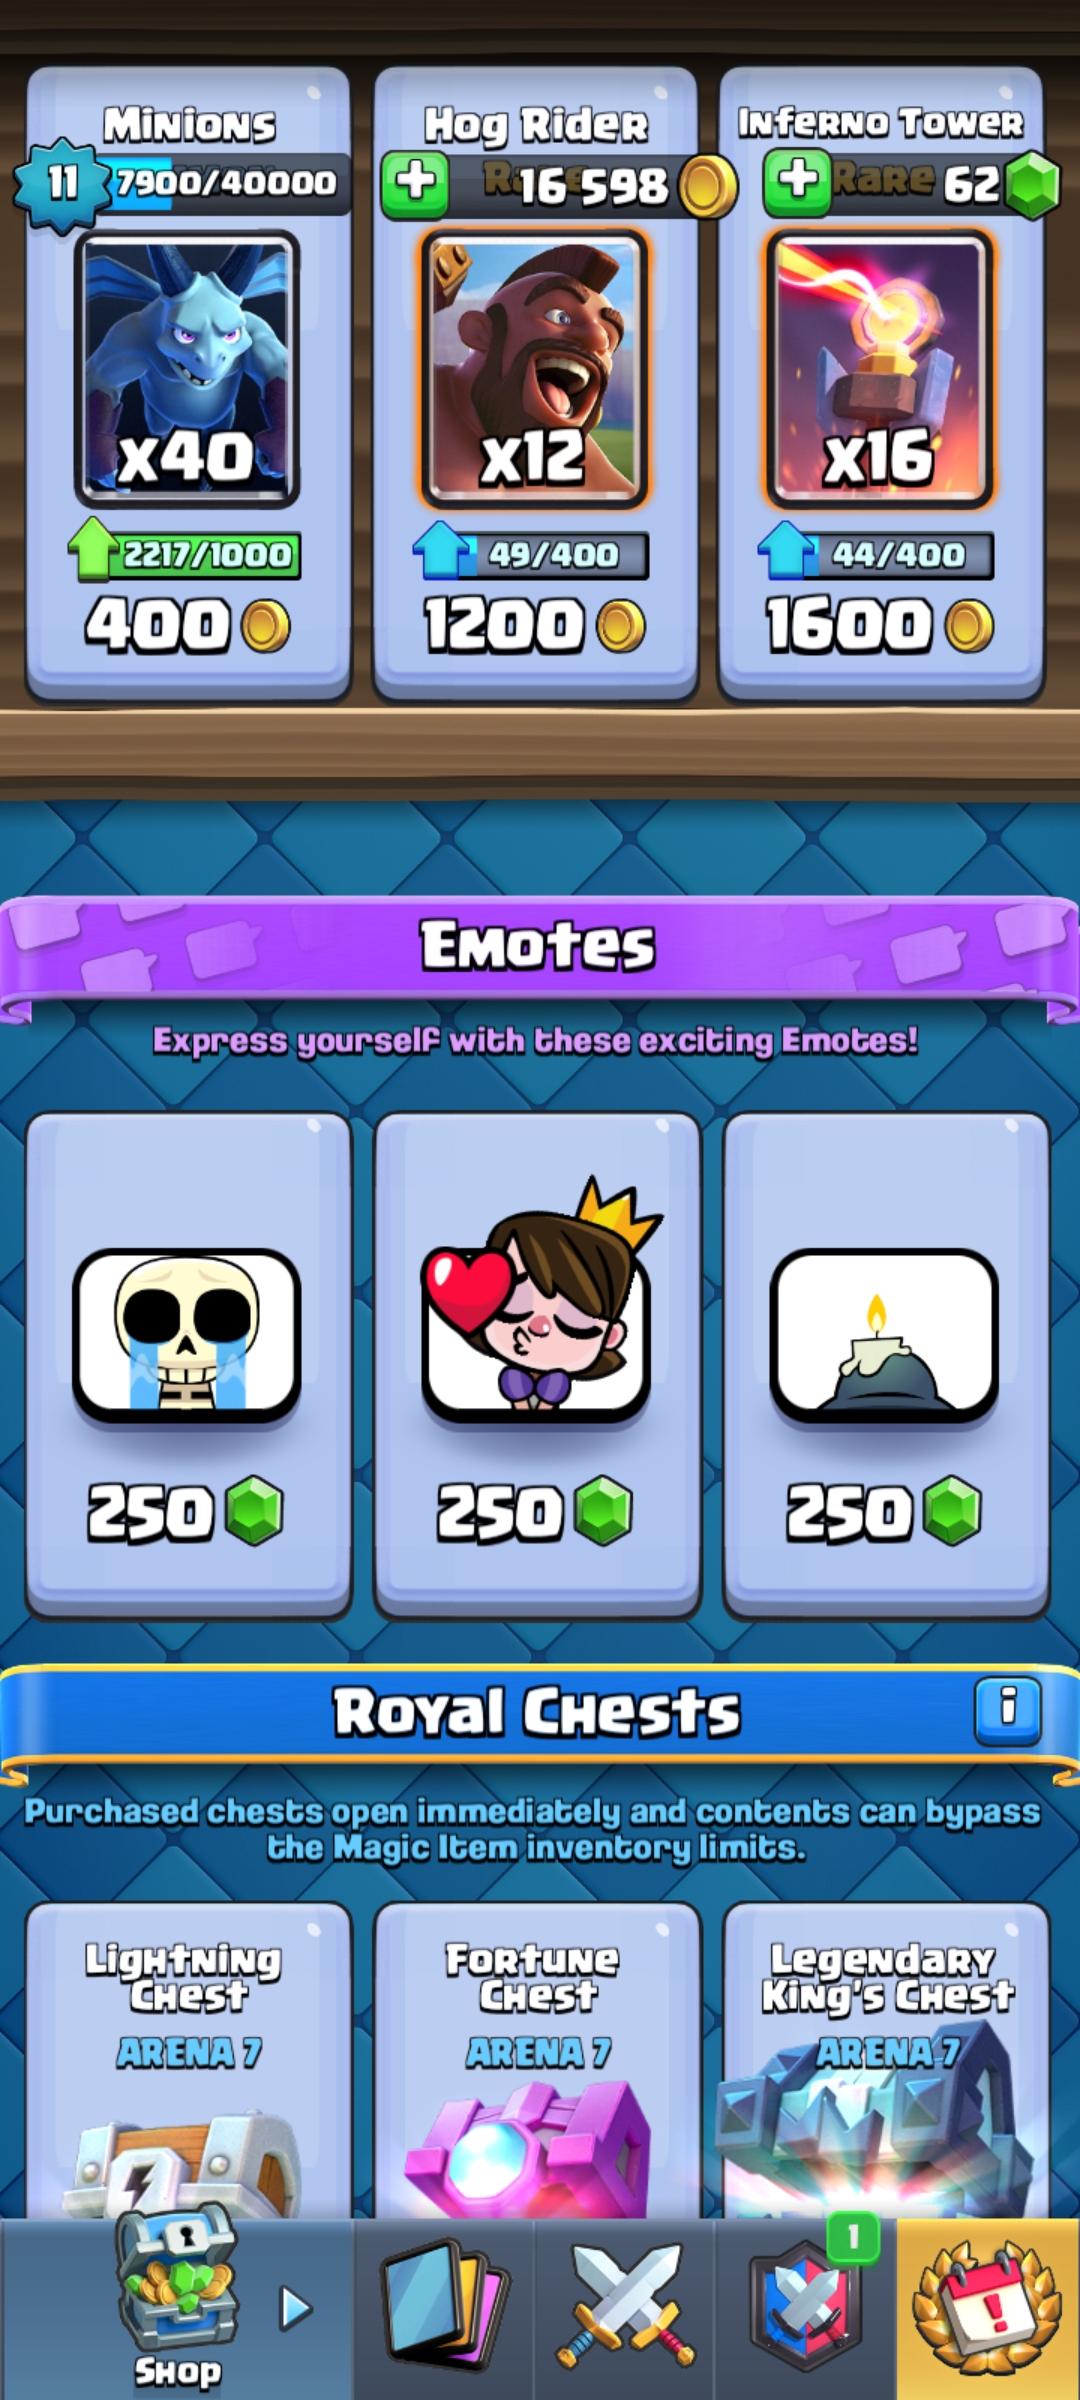 Minions
Hog Rider
Inferno Tower
11
7900/40000
Rare
16 598
Rare
62
x40
x12
x16
2217/1000
49/400
44/400
400
1200
1600
Emotes
Express yourself with these exciting Emotes!
250
250
250
Royal Chests
i
Purchased chests open immediately and contents can bypass
the Magic Item inventory limits.
Lightning
Chest
ARENA 7
Fortune
Chest
ARENA 7
Legendary
King's Chest
ARENA 7
1
!
Shop